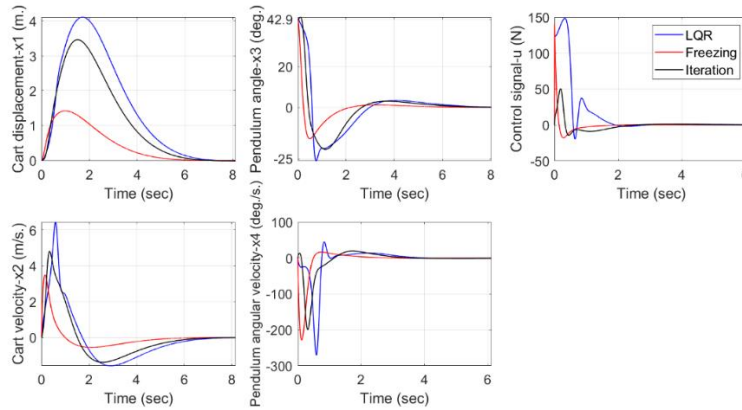 Cart displacement-x1 (m.)
4
3
2
1
0
0 2 4 6 8
Time (sec)
Pendulum angle-x3 (deg.)
42.9
0
-25
0 2 4 6 8
Time (sec)
Control signal-u (N)
150
100
50
0
-50
0 2 4 6
Time (sec)
LQR
Freezing
Iteration
Cart velocity-x2 (m/s.)
6
4
2
0
0 2 4 6 8
Time (sec)
Pendulum angular velocity-x4 (deg./s.)
100
0
-100
-200
-300
0 2 4 6
Time (sec)